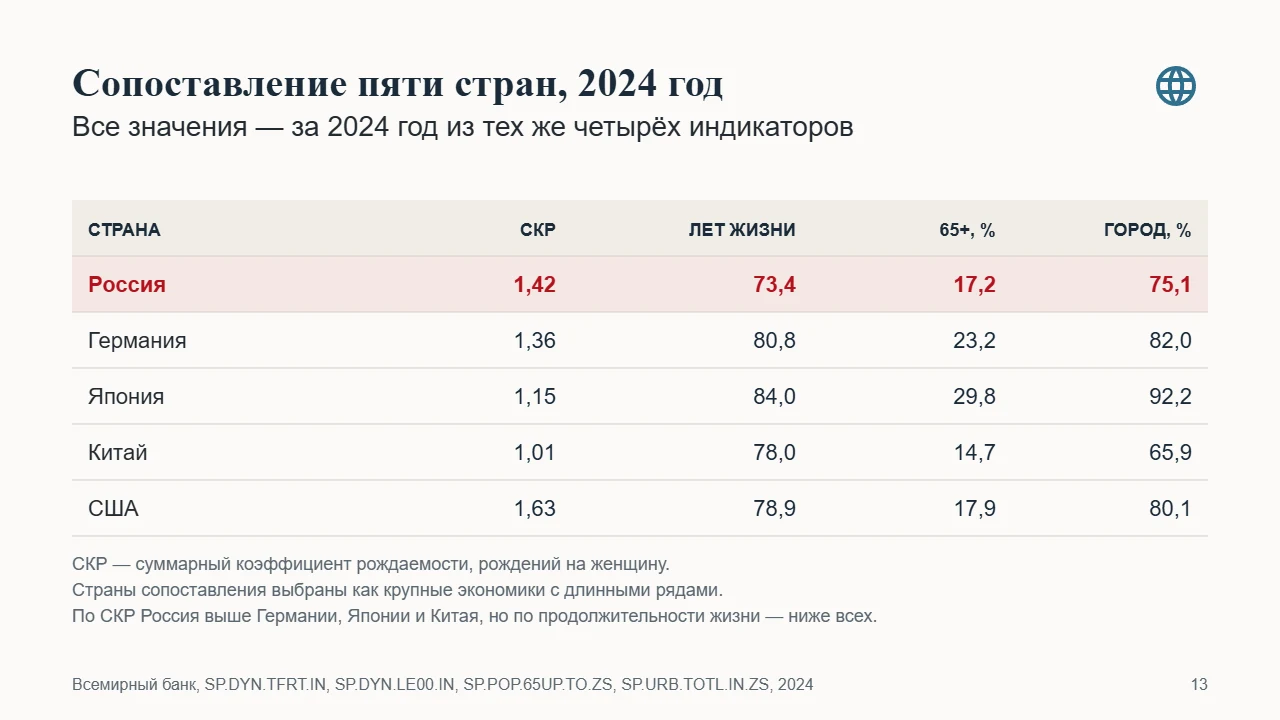 Сопоставление пяти стран, 2024 год
Все значения — за 2024 год из тех же четырёх индикаторов
СТРАНА СКР ЛЕТ ЖИЗНИ 65+, % ГОРОД, %
Россия 1,42 73,4 17,2 75,1
Германия 1,36 80,8 23,2 82,0
Япония 1,15 84,0 29,8 92,2
Китай 1,01 78,0 14,7 65,9
США 1,63 78,9 17,9 80,1
СКР — суммарный коэффициент рождаемости, рождений на женщину.
Страны сопоставления выбраны как крупные экономики с длинными рядами.
По СКР Россия выше Германии, Японии и Китая, но по продолжительности жизни — ниже всех.
Всемирный банк, SP.DYN.TFRT.IN, SP.DYN.LE00.IN, SP.POP.65UP.TO.ZS, SP.URB.TOTL.IN.ZS, 2024 13